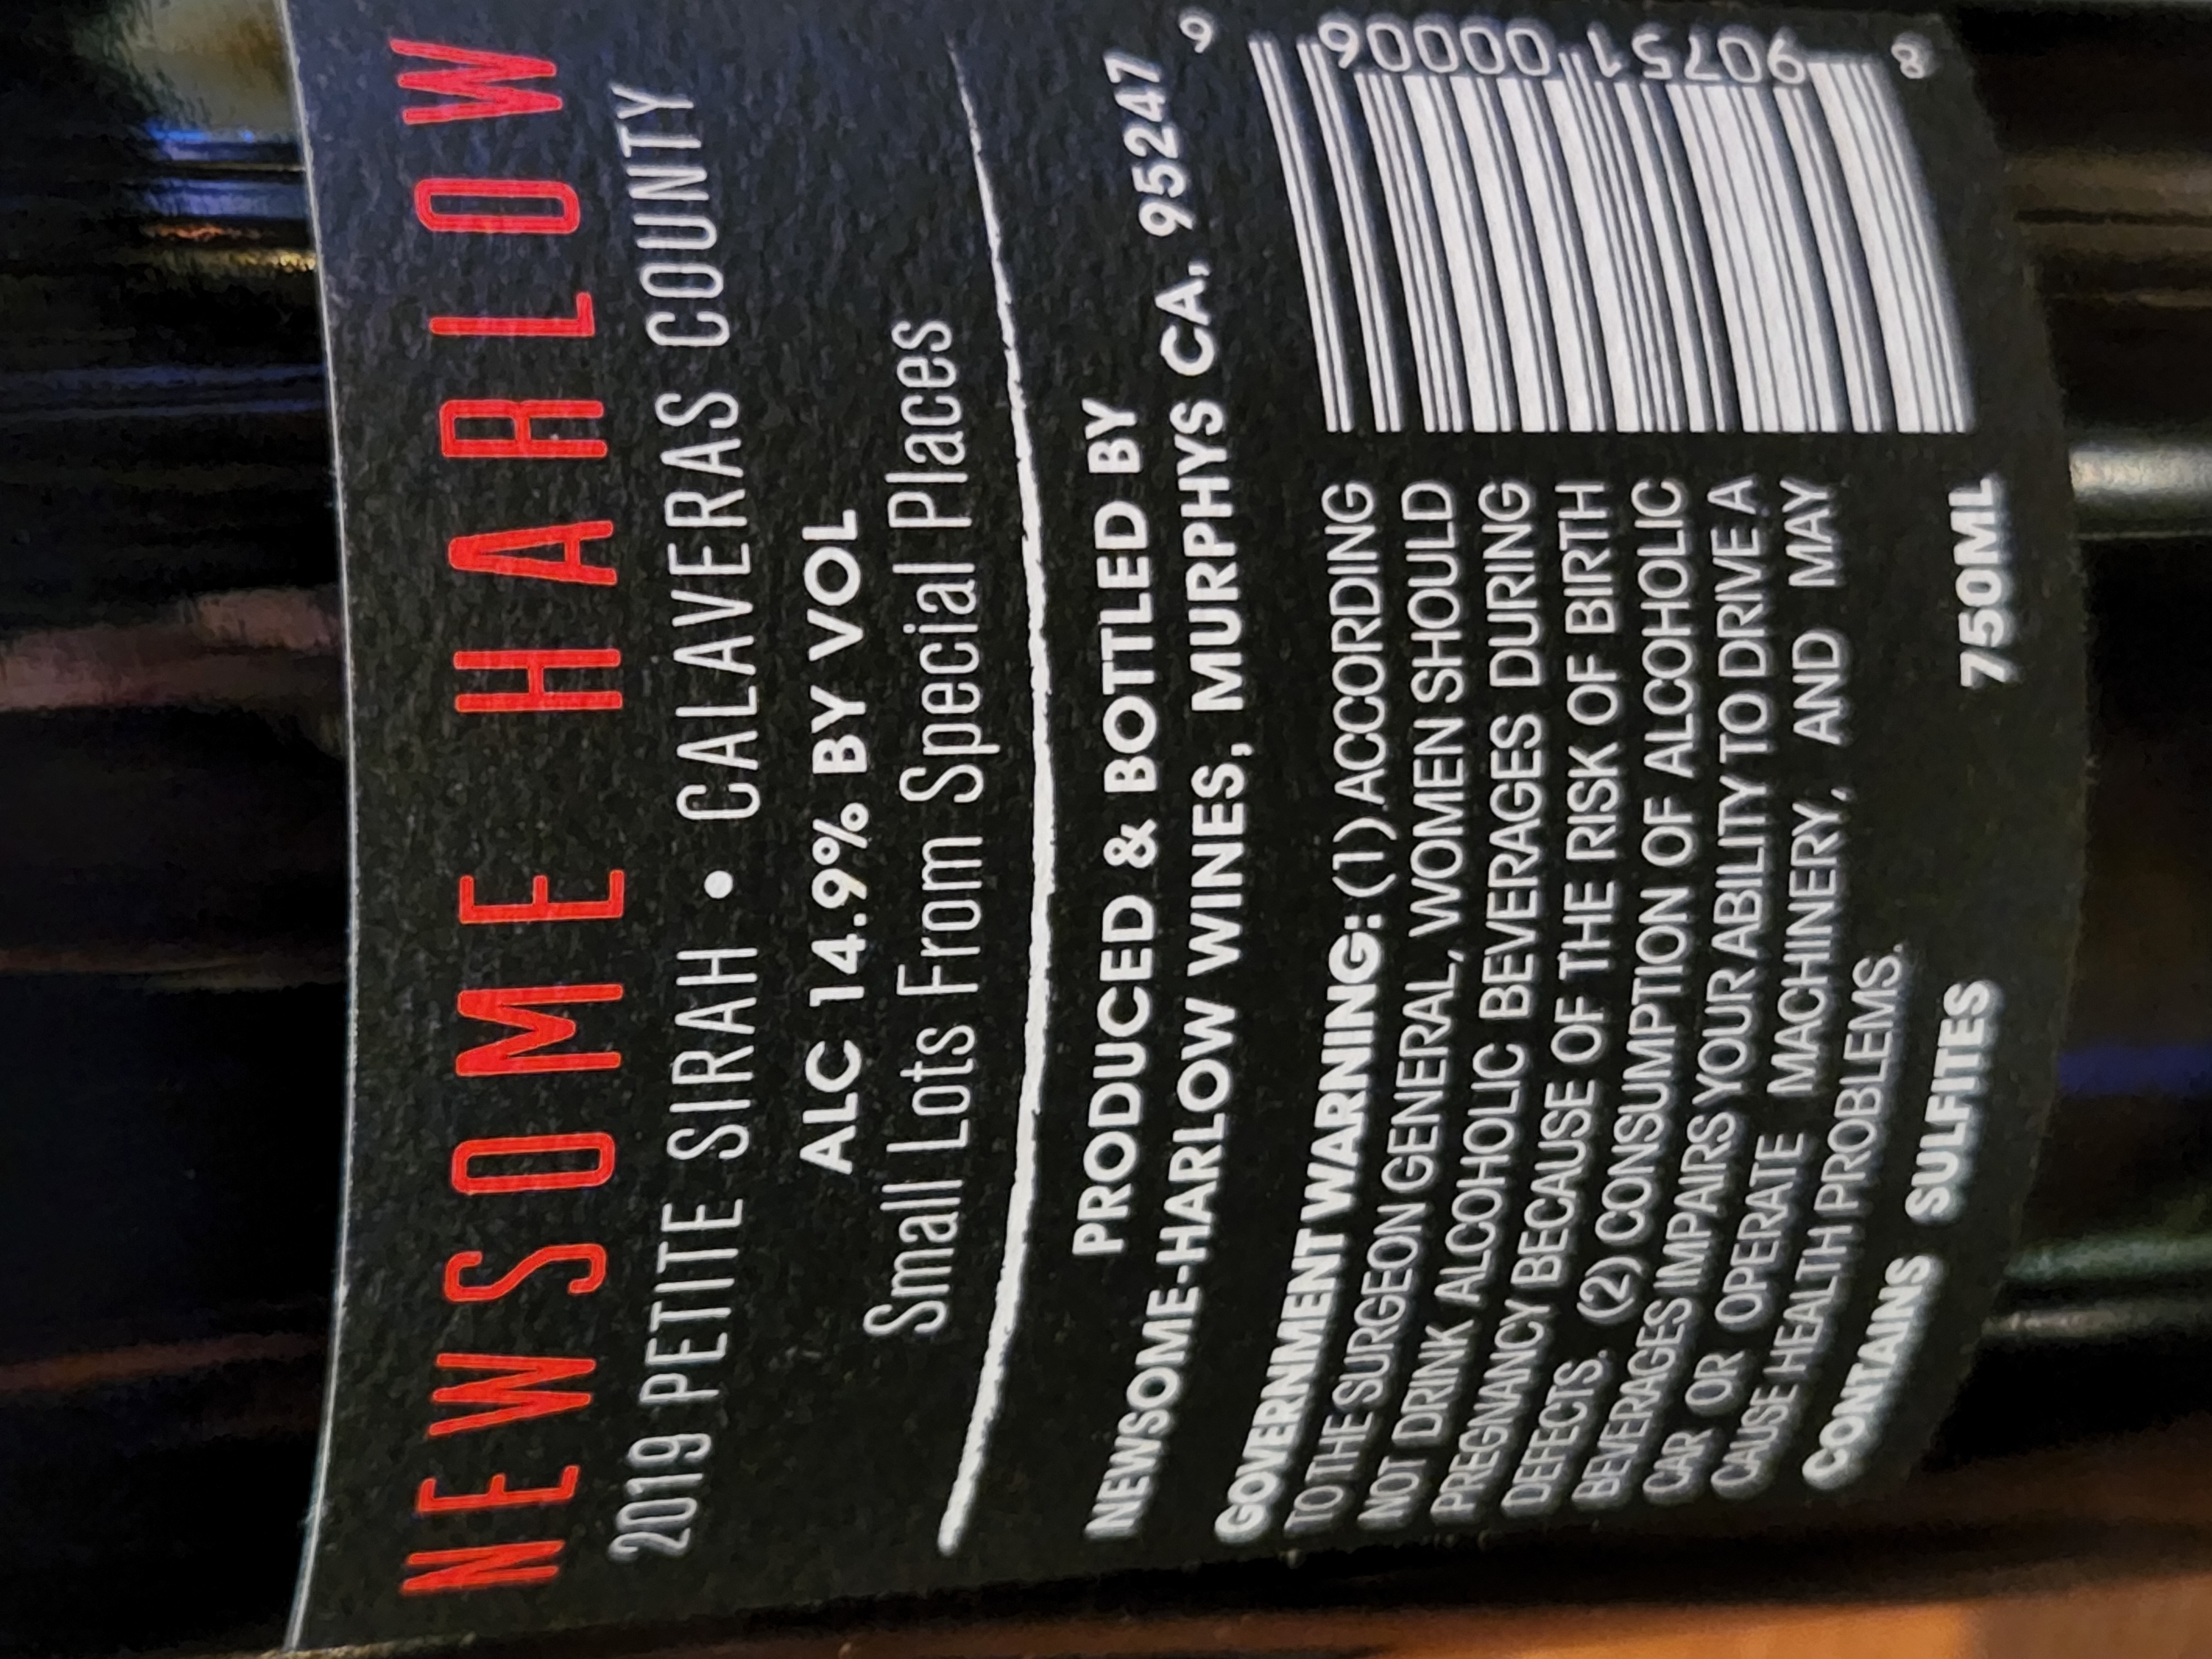 NEWSOME HARLOW
2019 PETITE SIRAH • CALAVERAS COUNTY
ALC 14.9% BY VOL
Small Lots From Special Places
PRODUCED & BOTTLED BY
NEWSOME-HARLOW WINES, MURPHYS CA, 95247
GOVERNMENT WARNING: (1) ACCORDING
TO THE SURGEON GENERAL, WOMEN SHOULD
NOT DRINK ALCOHOLIC BEVERAGES DURING
PREGNANCY BECAUSE OF THE RISK OF BIRTH
DEFECTS. (2) CONSUMPTION OF ALCOHOLIC
BEVERAGES IMPAIRS YOUR ABILITY TO DRIVE A
CAR OR OPERATE MACHINERY, AND MAY
CAUSE HEALTH PROBLEMS.
CONTAINS SULFITES 750ML
8 90751 00006 6